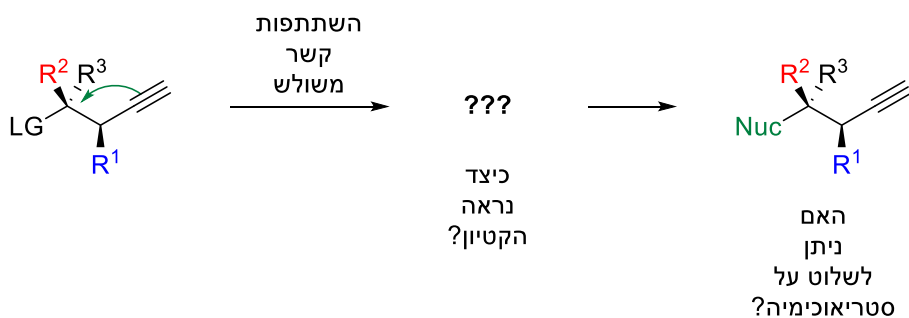 השתתפות
קשר
משולש
R² R³
LG
R¹
???
כיצד
נראה
הקטיון?
R² R³
Nuc
R¹
האם
ניתן
לשלוט על
סטריאוכימיה?